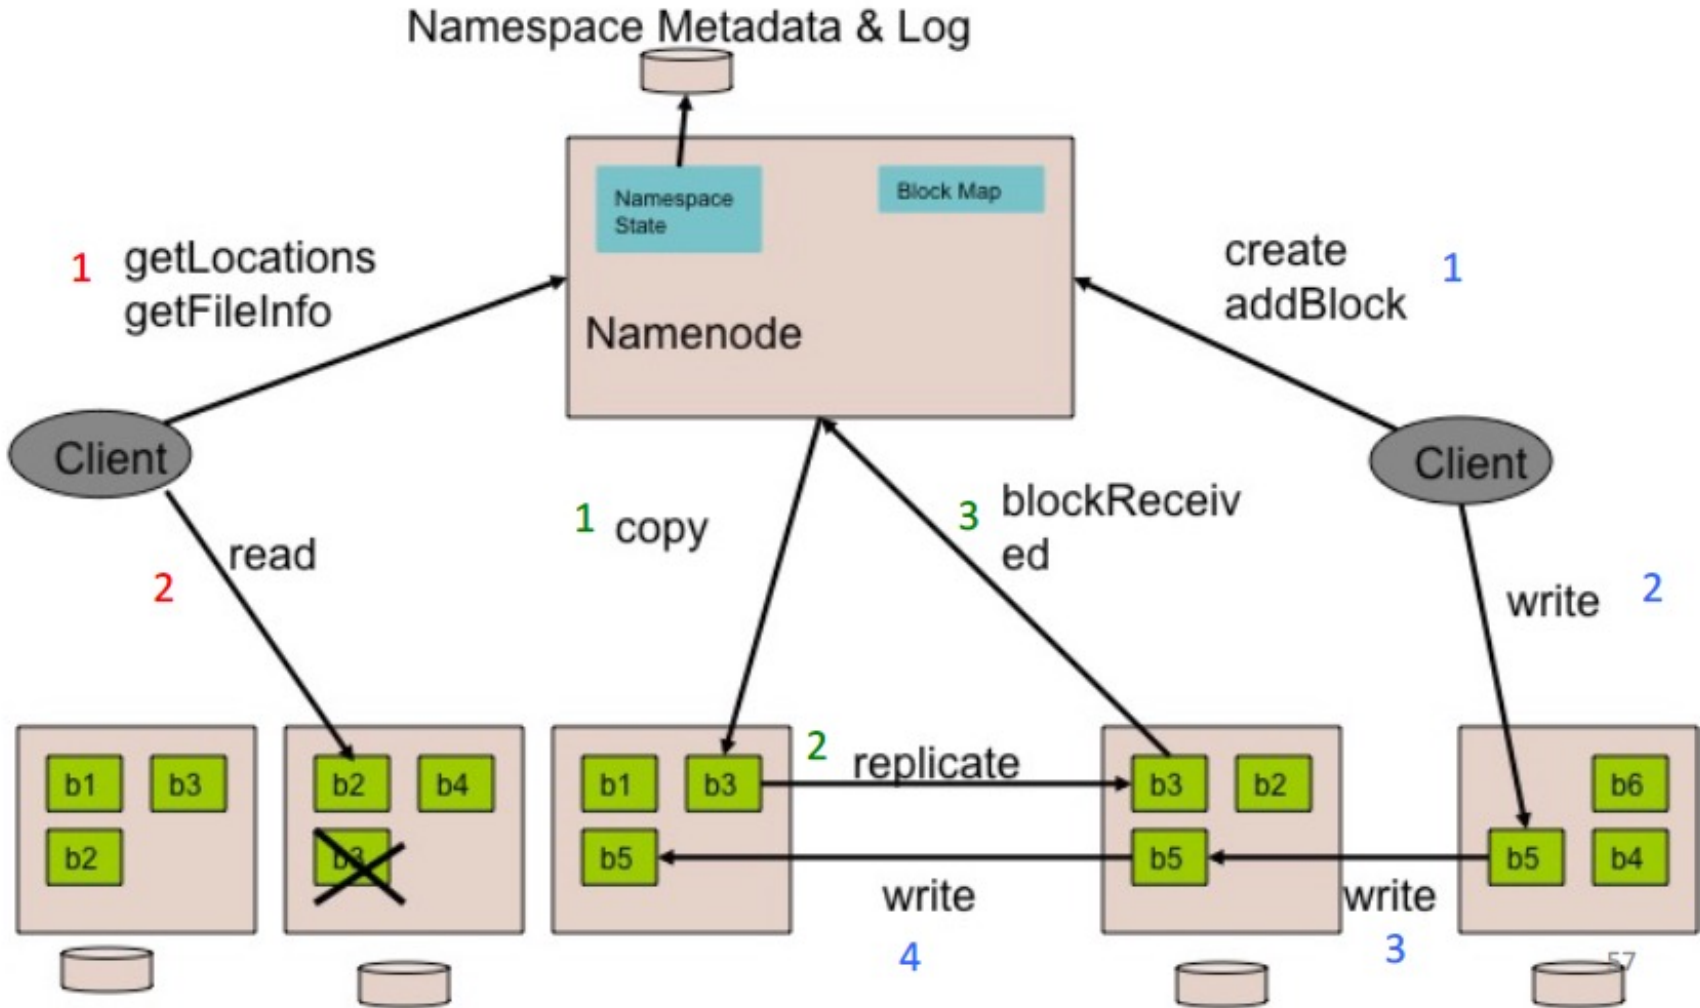 Namespace Metadata & Log
Namespace
State
Block Map
Namenode
1
getLocations
getFileInfo
create
addBlock
1
Client
Client
1
copy
3
blockReceiv
ed
2
read
write
2
b1
b3
b2
b2
b4
b3
b1
b3
b5
2
replicate
b3
b2
b5
b6
b5
b4
write
4
write
3
57